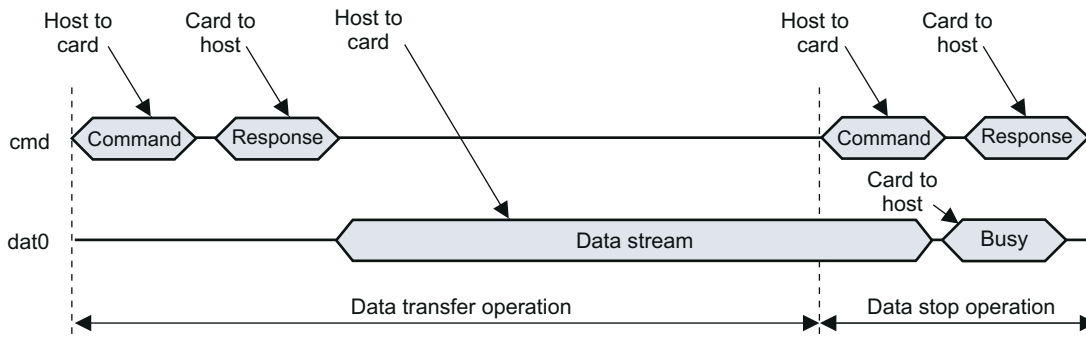 Host to
card
Card to
host
Host to
card
Host to
card
Card to
host
cmd
Command
Response
Command
Response
Card to
host
dat0
Data stream
Busy
Data transfer operation
Data stop operation